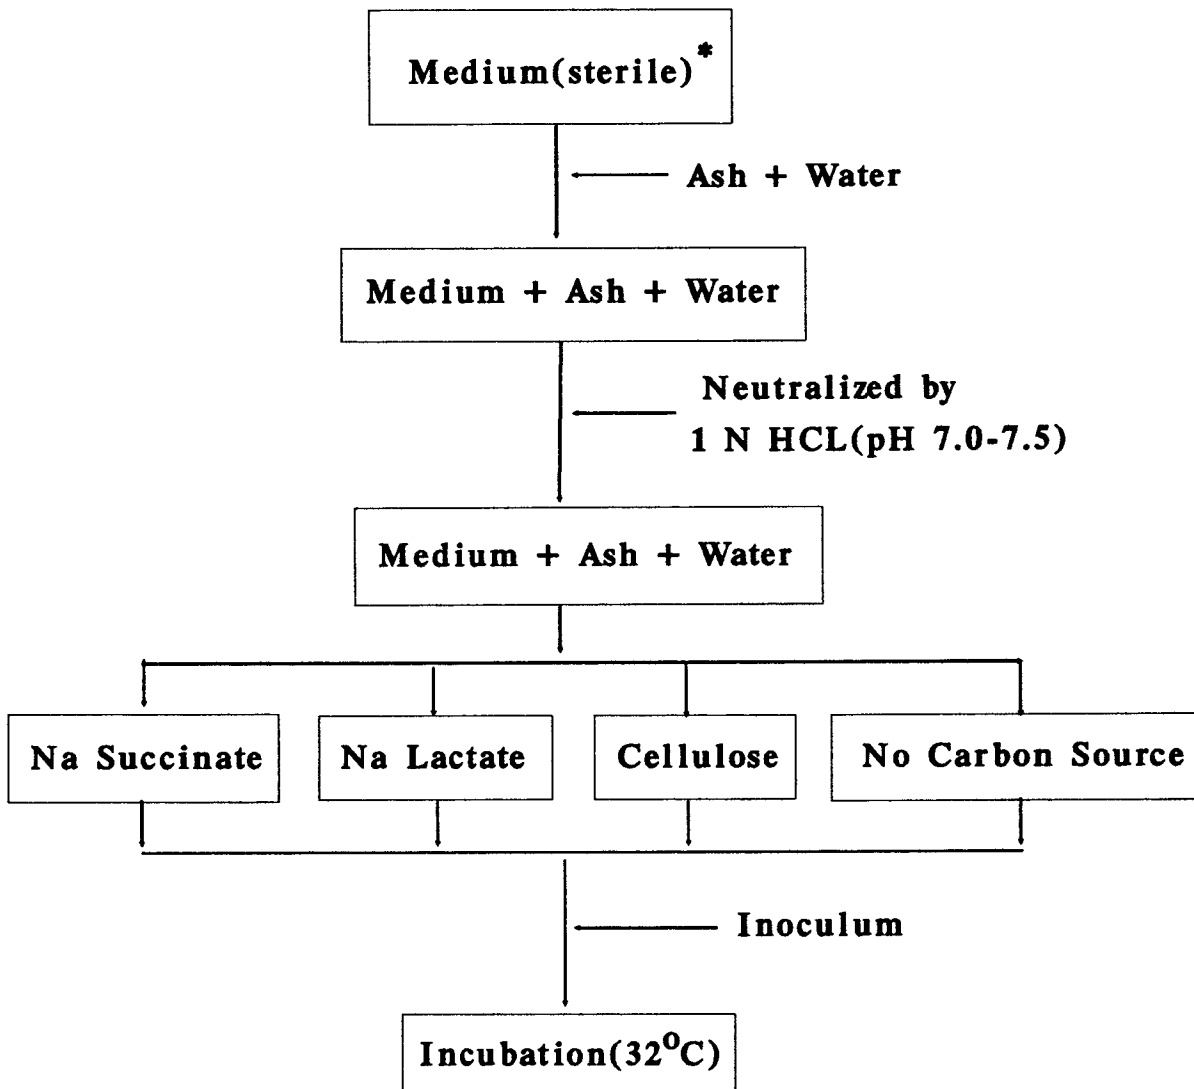 Medium(sterile)*
Ash + Water
Medium + Ash + Water
Neutralized by
1 N HCL(pH 7.0-7.5)
Medium + Ash + Water
Na Succinate
Na Lactate
Cellulose
No Carbon Source
Inoculum
Incubation(32⁰C)